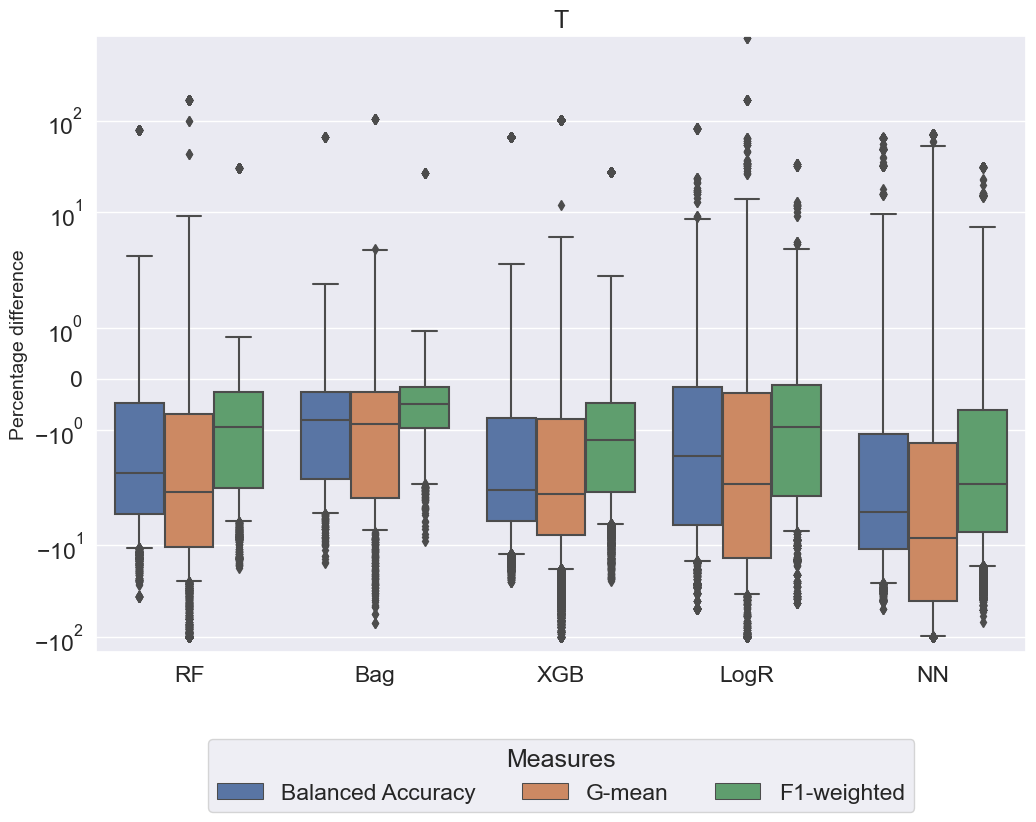 T
Percentage difference
10²
10¹
10⁰
0
−10⁰
−10¹
−10²
RF Bag XGB LogR NN
Measures
Balanced Accuracy G-mean F1-weighted